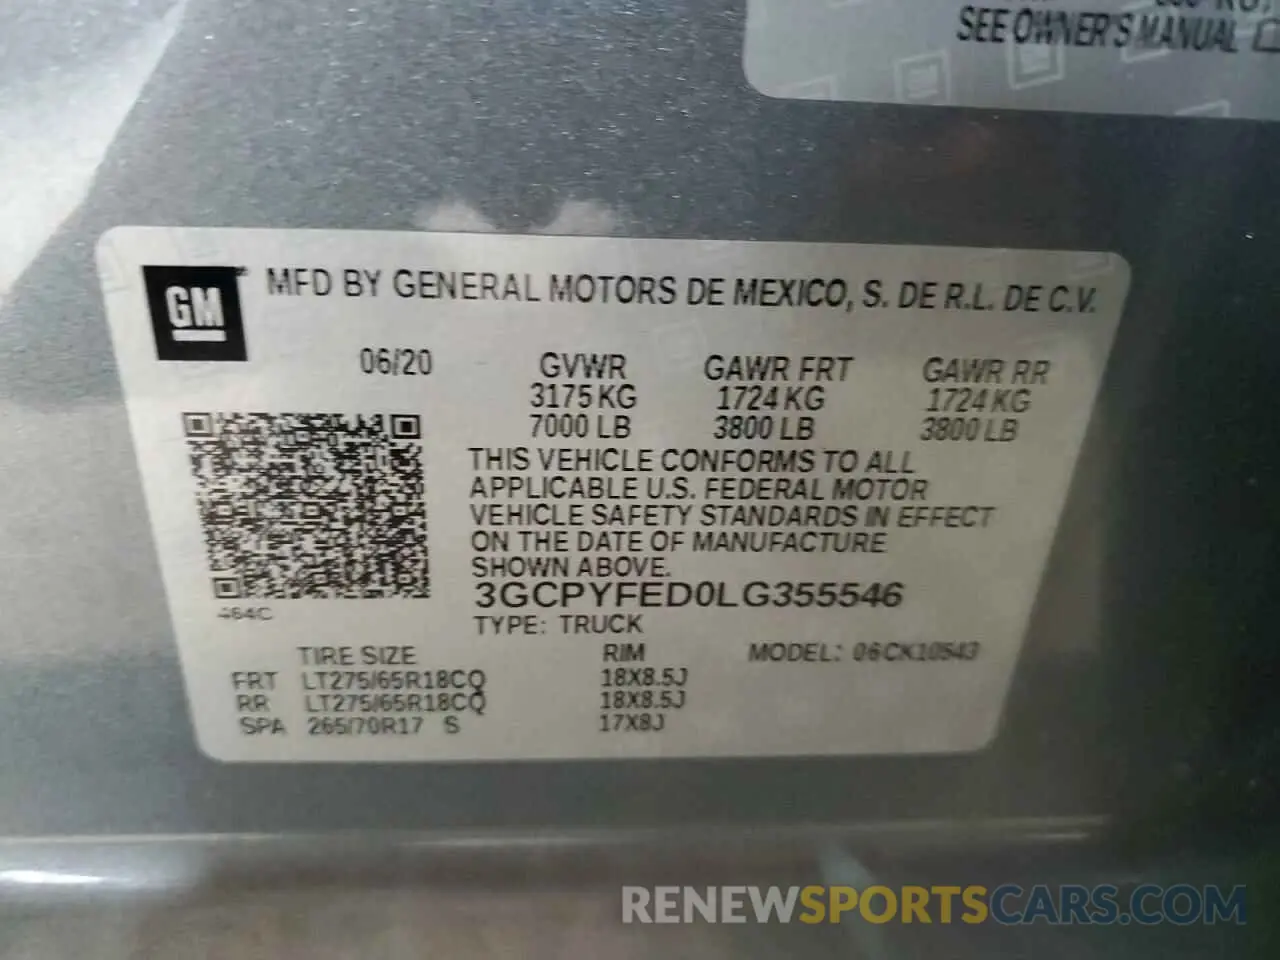 SEE OWNER'S MANUAL
GM
MFD BY GENERAL MOTORS DE MEXICO, S. DE R.L. DE C.V.
06/20 GVWR GAWR FRT GAWR RR
3175 KG 1724 KG 1724 KG
7000 LB 3800 LB 3800 LB
THIS VEHICLE CONFORMS TO ALL
APPLICABLE U.S. FEDERAL MOTOR
VEHICLE SAFETY STANDARDS IN EFFECT
ON THE DATE OF MANUFACTURE
SHOWN ABOVE.
3GCPYFED0LG355546
464C
TYPE: TRUCK
TIRE SIZE RIM MODEL: 06CK10543
FRT LT275/65R18CQ 18X8.5J
RR LT275/65R18CQ 18X8.5J
SPA 265/70R17 S 17X8J
RENEWSPORTSCARS.COM